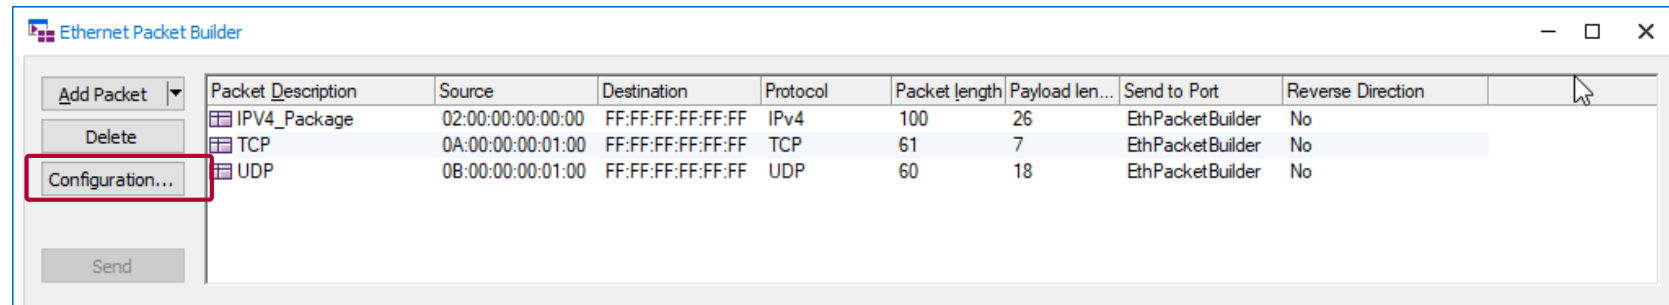 Ethernet Packet Builder
Add Packet
Delete
Configuration...
Send
Packet Description Source Destination Protocol Packet length Payload len... Send to Port Reverse Direction
IPV4_Package 02:00:00:00:00:00 FF:FF:FF:FF:FF:FF IPv4 100 26 EthPacketBuilder No
TCP 0A:00:00:00:01:00 FF:FF:FF:FF:FF:FF TCP 61 7 EthPacketBuilder No
UDP 0B:00:00:00:01:00 FF:FF:FF:FF:FF:FF UDP 60 18 EthPacketBuilder No